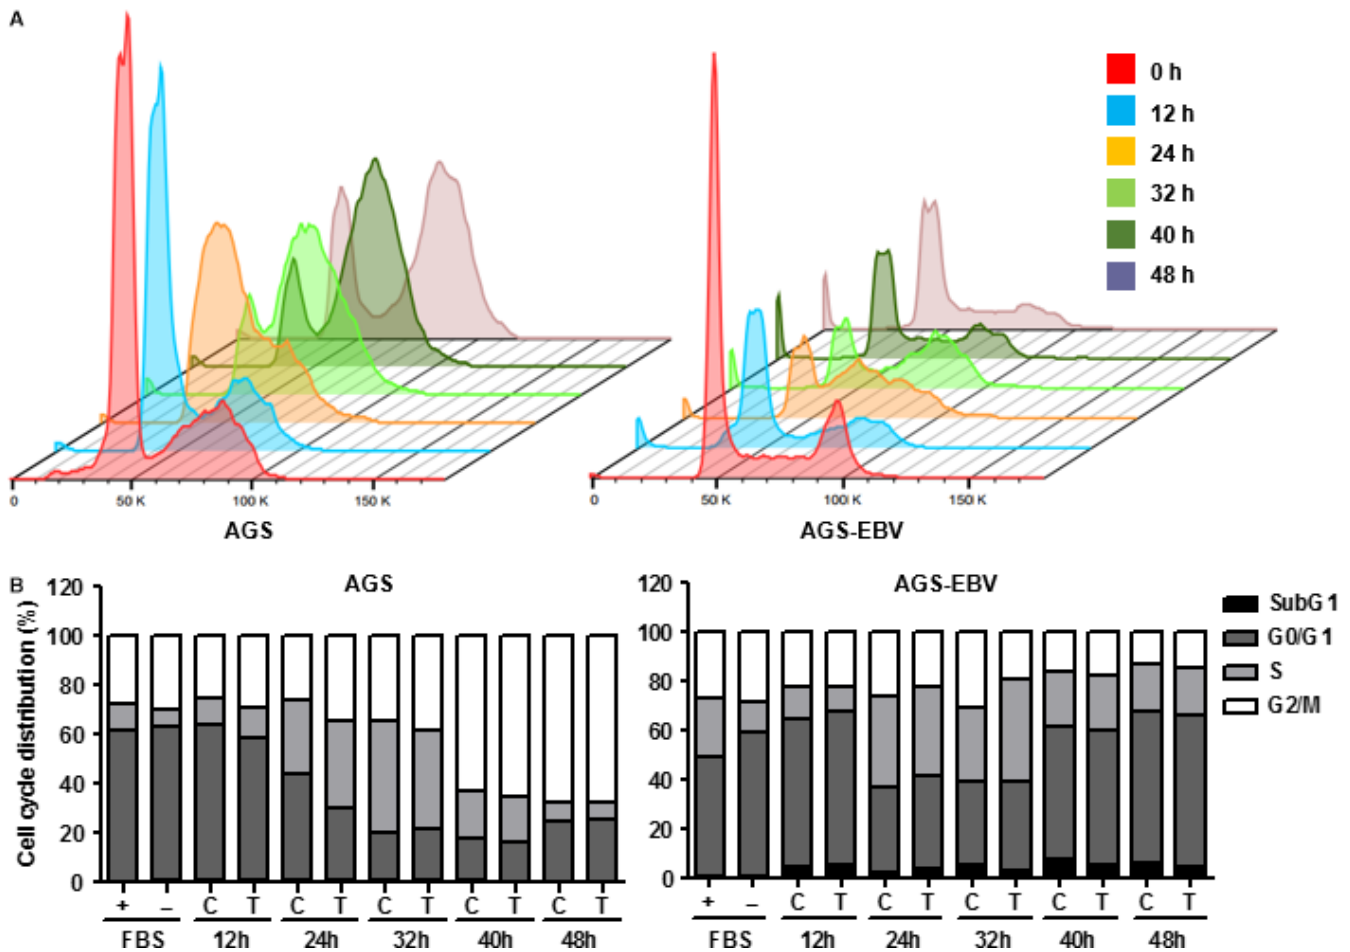 A
0 h
12 h
24 h
32 h
40 h
48 h
0 50 K 100 K 150 K
0 50 K 100 K 150 K
AGS
AGS-EBV
B
AGS
AGS-EBV
Cell cycle distribution (%)
120
100
80
60
40
20
0
120
100
80
60
40
20
0
SubG1
G0/G1
S
G2/M
+ – C T C T C T C T C T
FBS 12h 24h 32h 40h 48h
+ – C T C T C T C T C T
FBS 12h 24h 32h 40h 48h